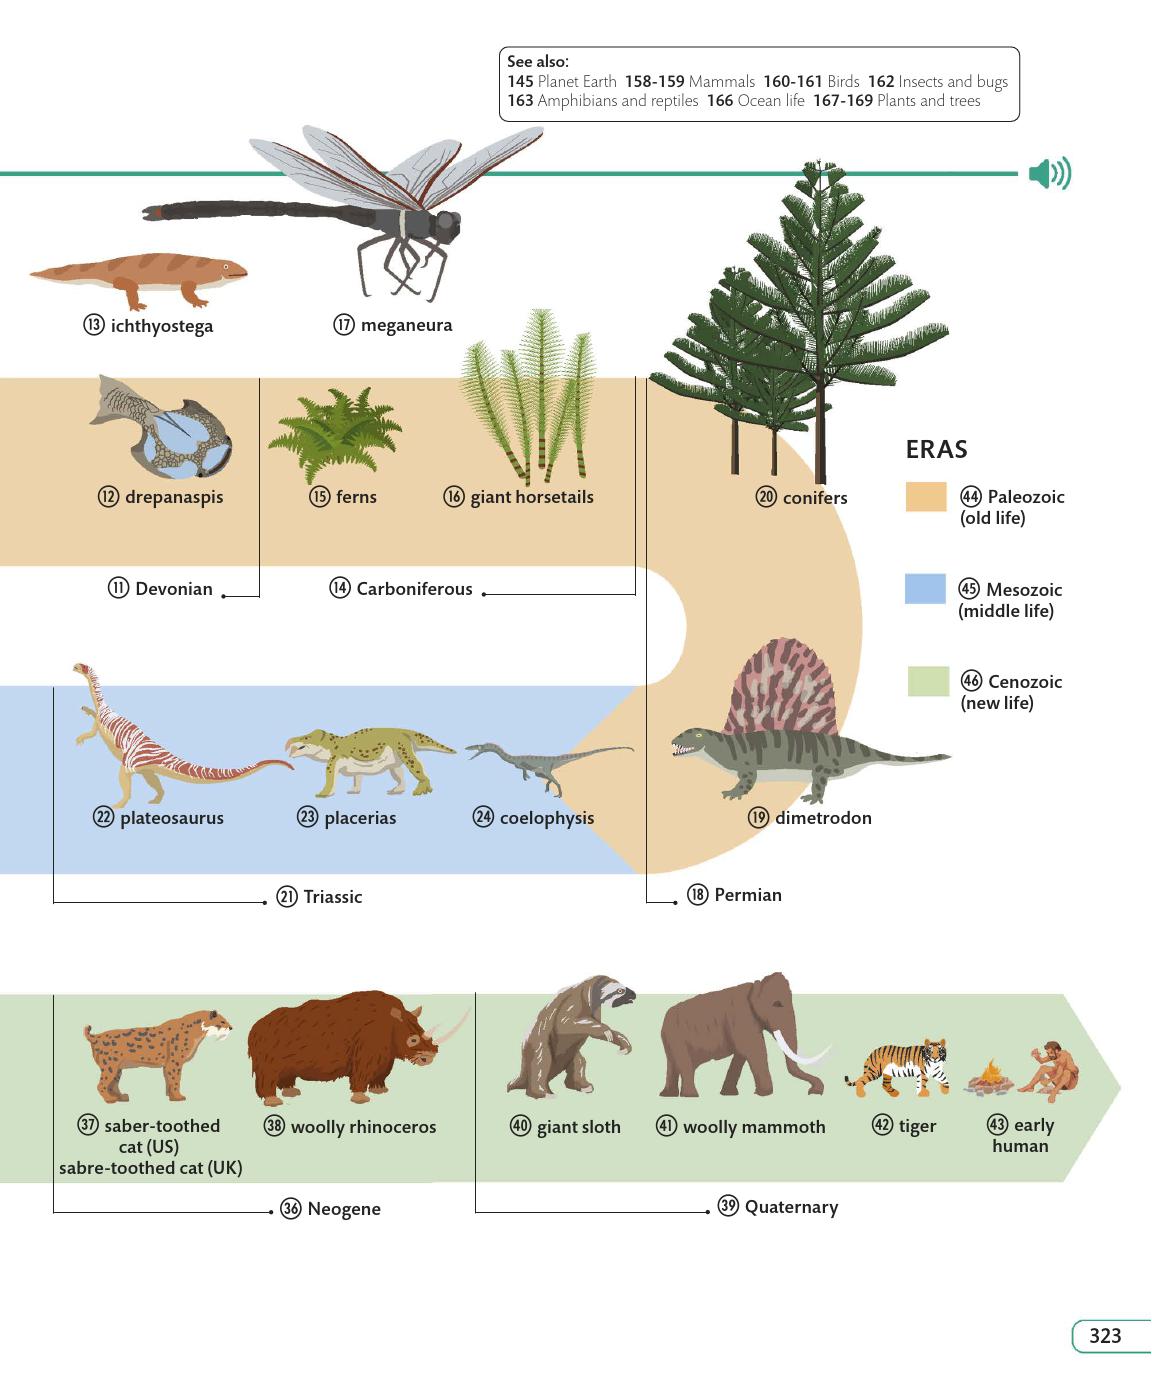 See also:
145 Planet Earth 158-159 Mammals 160-161 Birds 162 Insects and bugs
163 Amphibians and reptiles 166 Ocean life 167-169 Plants and trees
⑬ ichthyostega
⑰ meganeura
⑫ drepanaspis
⑮ ferns
⑯ giant horsetails
⑳ conifers
ERAS
㊹ Paleozoic
(old life)
㊺ Mesozoic
(middle life)
㊻ Cenozoic
(new life)
⑪ Devonian
⑭ Carboniferous
㉒ plateosaurus
㉓ placerias
㉔ coelophysis
⑲ dimetrodon
㉑ Triassic
⑱ Permian
㊲ saber-toothed
cat (US)
sabre-toothed cat (UK)
㊳ woolly rhinoceros
㊵ giant sloth
㊶ woolly mammoth
㊷ tiger
㊸ early
human
㊱ Neogene
㊴ Quaternary
323